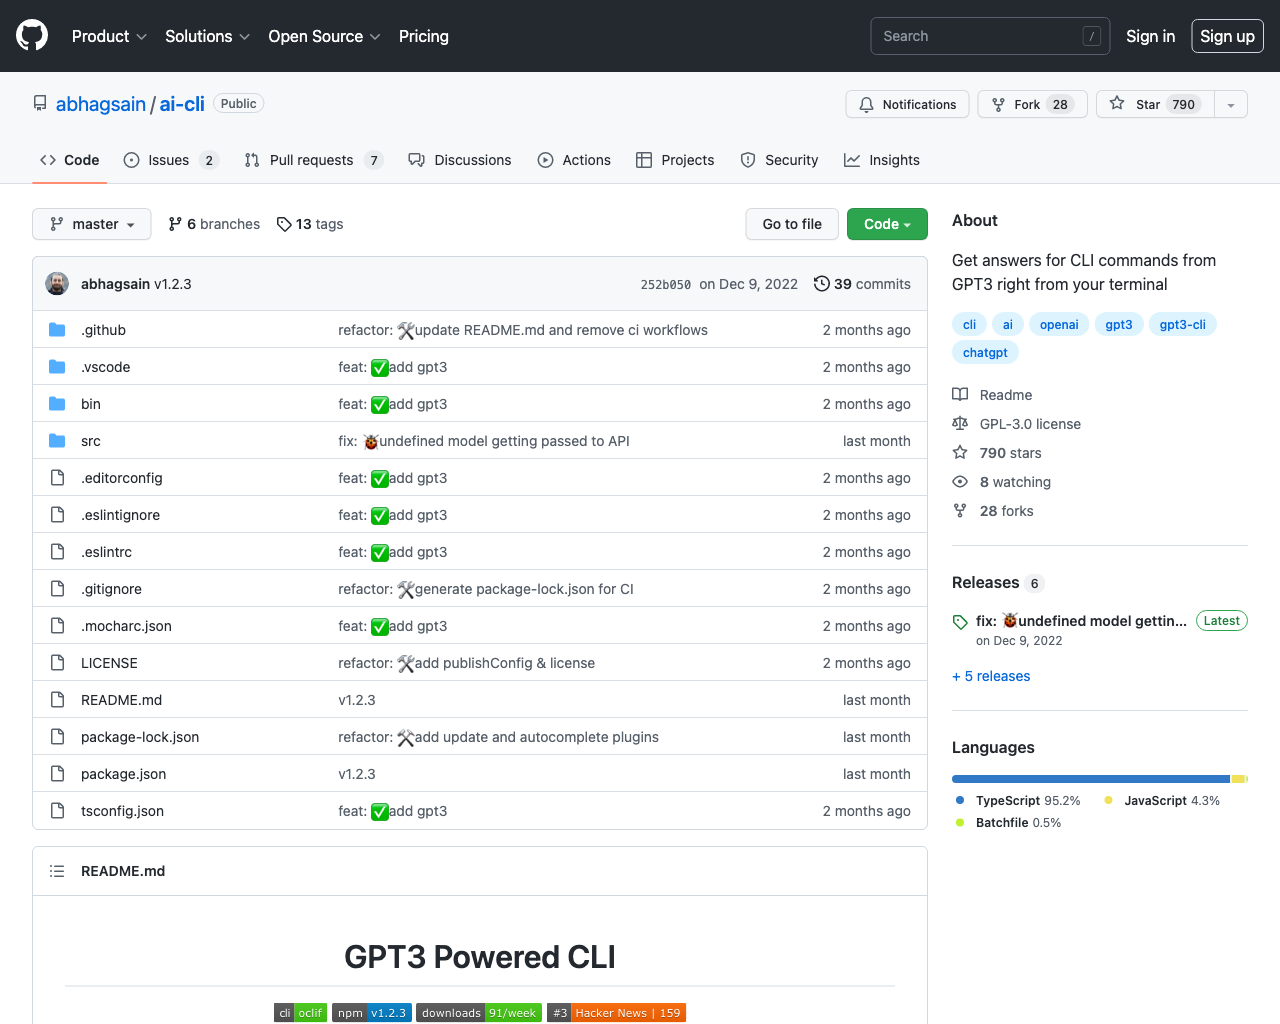 Product Solutions Open Source Pricing Search / Sign in Sign up
abhagsain / ai-cli Public Notifications Fork 28 Star 790
Code Issues 2 Pull requests 7 Discussions Actions Projects Security Insights
master 6 branches 13 tags Go to file Code
abhagsain v1.2.3 252b050 on Dec 9, 2022 39 commits
.github refactor: 🛠️update README.md and remove ci workflows 2 months ago
.vscode feat: ✅add gpt3 2 months ago
bin feat: ✅add gpt3 2 months ago
src fix: 🐞undefined model getting passed to API last month
.editorconfig feat: ✅add gpt3 2 months ago
.eslintignore feat: ✅add gpt3 2 months ago
.eslintrc feat: ✅add gpt3 2 months ago
.gitignore refactor: 🛠️generate package-lock.json for CI 2 months ago
.mocharc.json feat: ✅add gpt3 2 months ago
LICENSE refactor: 🛠️add publishConfig & license 2 months ago
README.md v1.2.3 last month
package-lock.json refactor: 🛠️add update and autocomplete plugins last month
package.json v1.2.3 last month
tsconfig.json feat: ✅add gpt3 2 months ago
README.md
GPT3 Powered CLI
cli oclif npm v1.2.3 downloads 91/week #3 Hacker News | 159
About
Get answers for CLI commands from
GPT3 right from your terminal
cli ai openai gpt3 gpt3-cli
chatgpt
Readme
GPL-3.0 license
790 stars
8 watching
28 forks
Releases 6
fix: 🐞undefined model gettin... Latest
on Dec 9, 2022
+ 5 releases
Languages
TypeScript 95.2% JavaScript 4.3%
Batchfile 0.5%